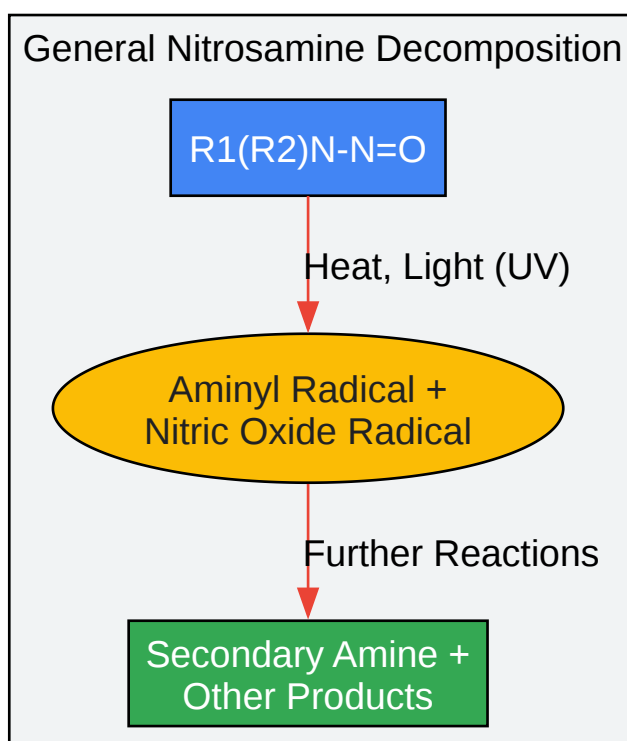 General Nitrosamine Decomposition
R1(R2)N-N=O
Heat, Light (UV)
Aminyl Radical +
Nitric Oxide Radical
Further Reactions
Secondary Amine +
Other Products